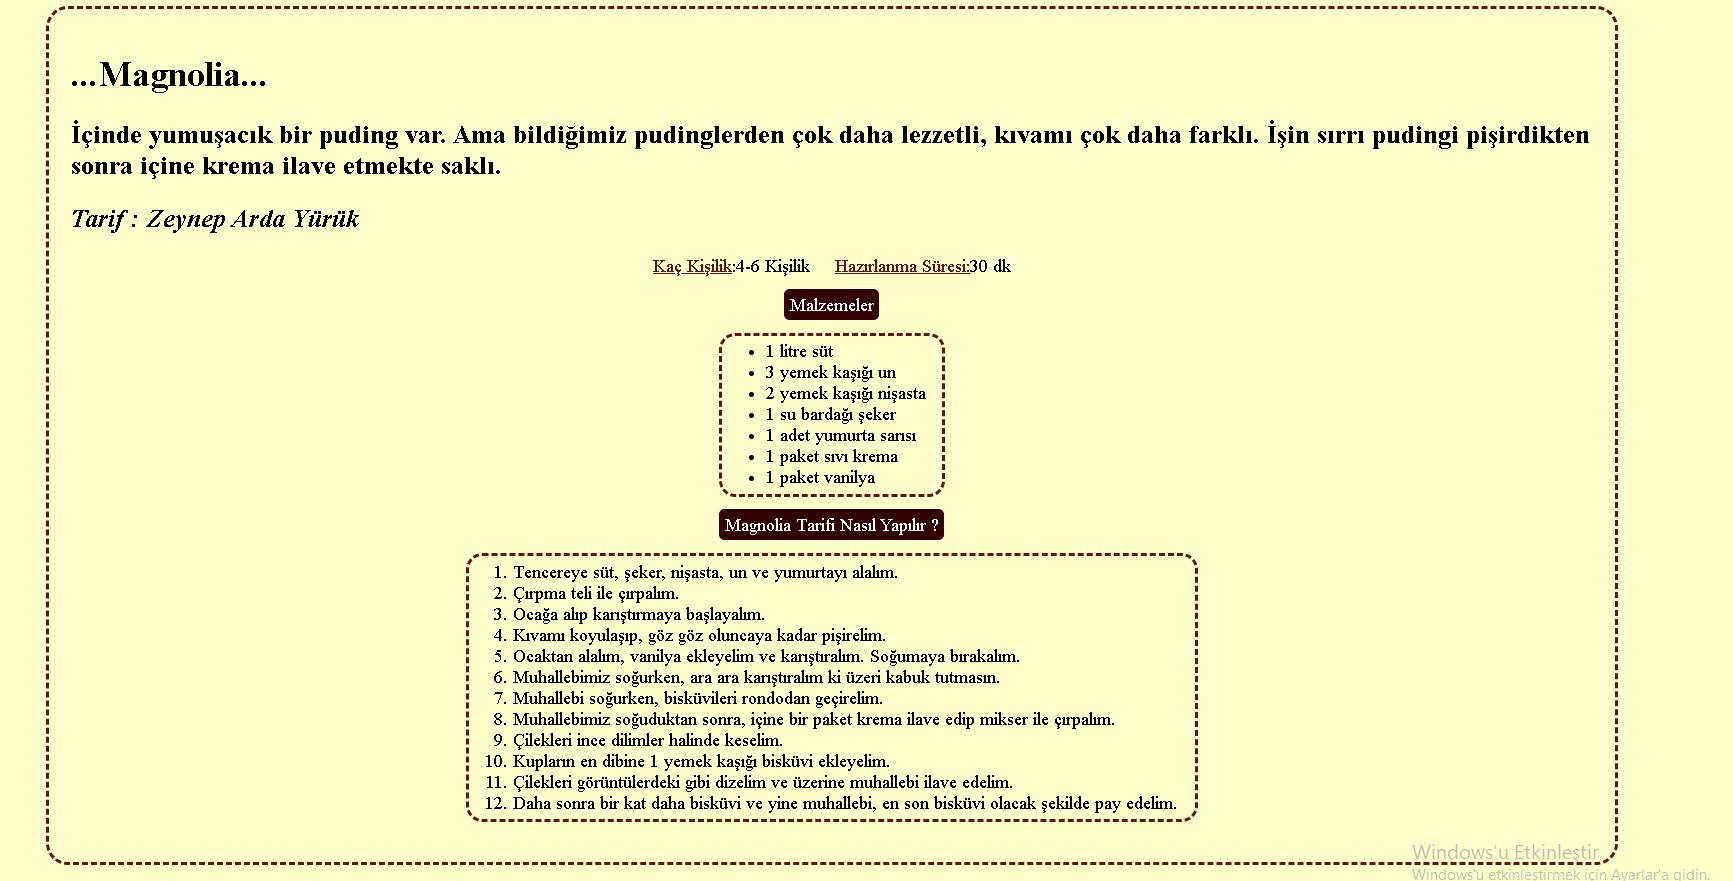 ...Magnolia...
İçinde yumuşacık bir puding var. Ama bildiğimiz pudinglerden çok daha lezzetli, kıvamı çok daha farklı. İşin sırrı pudingi pişirdikten
sonra içine krema ilave etmekte saklı.
Tarif : Zeynep Arda Yürük
Kaç Kişilik:4-6 Kişilik Hazırlanma Süresi:30 dk
Malzemeler
• 1 litre süt
• 3 yemek kaşığı un
• 2 yemek kaşığı nişasta
• 1 su bardağı şeker
• 1 adet yumurta sarısı
• 1 paket sıvı krema
• 1 paket vanilya
Magnolia Tarifi Nasıl Yapılır ?
1. Tencereye süt, şeker, nişasta, un ve yumurtayı alalım.
2. Çırpma teli ile çırpalım.
3. Ocağa alıp karıştırmaya başlayalım.
4. Kıvamı koyulaşıp, göz göz oluncaya kadar pişirelim.
5. Ocaktan alalım, vanilya ekleyelim ve karıştıralım. Soğumaya bırakalım.
6. Muhallebimiz soğurken, ara ara karıştıralım ki üzeri kabuk tutmasın.
7. Muhallebi soğurken, bisküvileri rondodan geçirelim.
8. Muhallebimiz soğuduktan sonra, içine bir paket krema ilave edip mikser ile çırpalım.
9. Çilekleri ince dilimler halinde keselim.
10. Kupların en dibine 1 yemek kaşığı bisküvi ekleyelim.
11. Çilekleri görüntülerdeki gibi dizelim ve üzerine muhallebi ilave edelim.
12. Daha sonra bir kat daha bisküvi ve yine muhallebi, en son bisküvi olacak şekilde pay edelim.
Windows'u Etkinleştir
Windows'u etkinleştirmek için Ayarlar'a gidin.